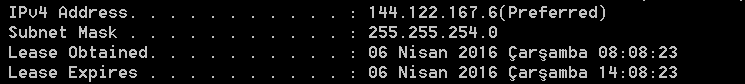 IPv4 Address. . . . . . . . . . . : 144.122.167.6(Preferred)
Subnet Mask . . . . . . . . . . . : 255.255.254.0
Lease Obtained. . . . . . . . . . : 06 Nisan 2016 Çarşamba 08:08:23
Lease Expires . . . . . . . . . . : 06 Nisan 2016 Çarşamba 14:08:23